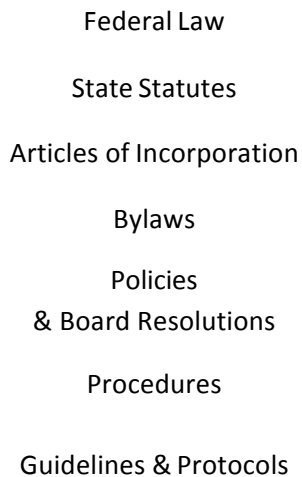 Federal Law
State Statutes
Articles of Incorporation
Bylaws
Policies
& Board Resolutions
Procedures
Guidelines & Protocols